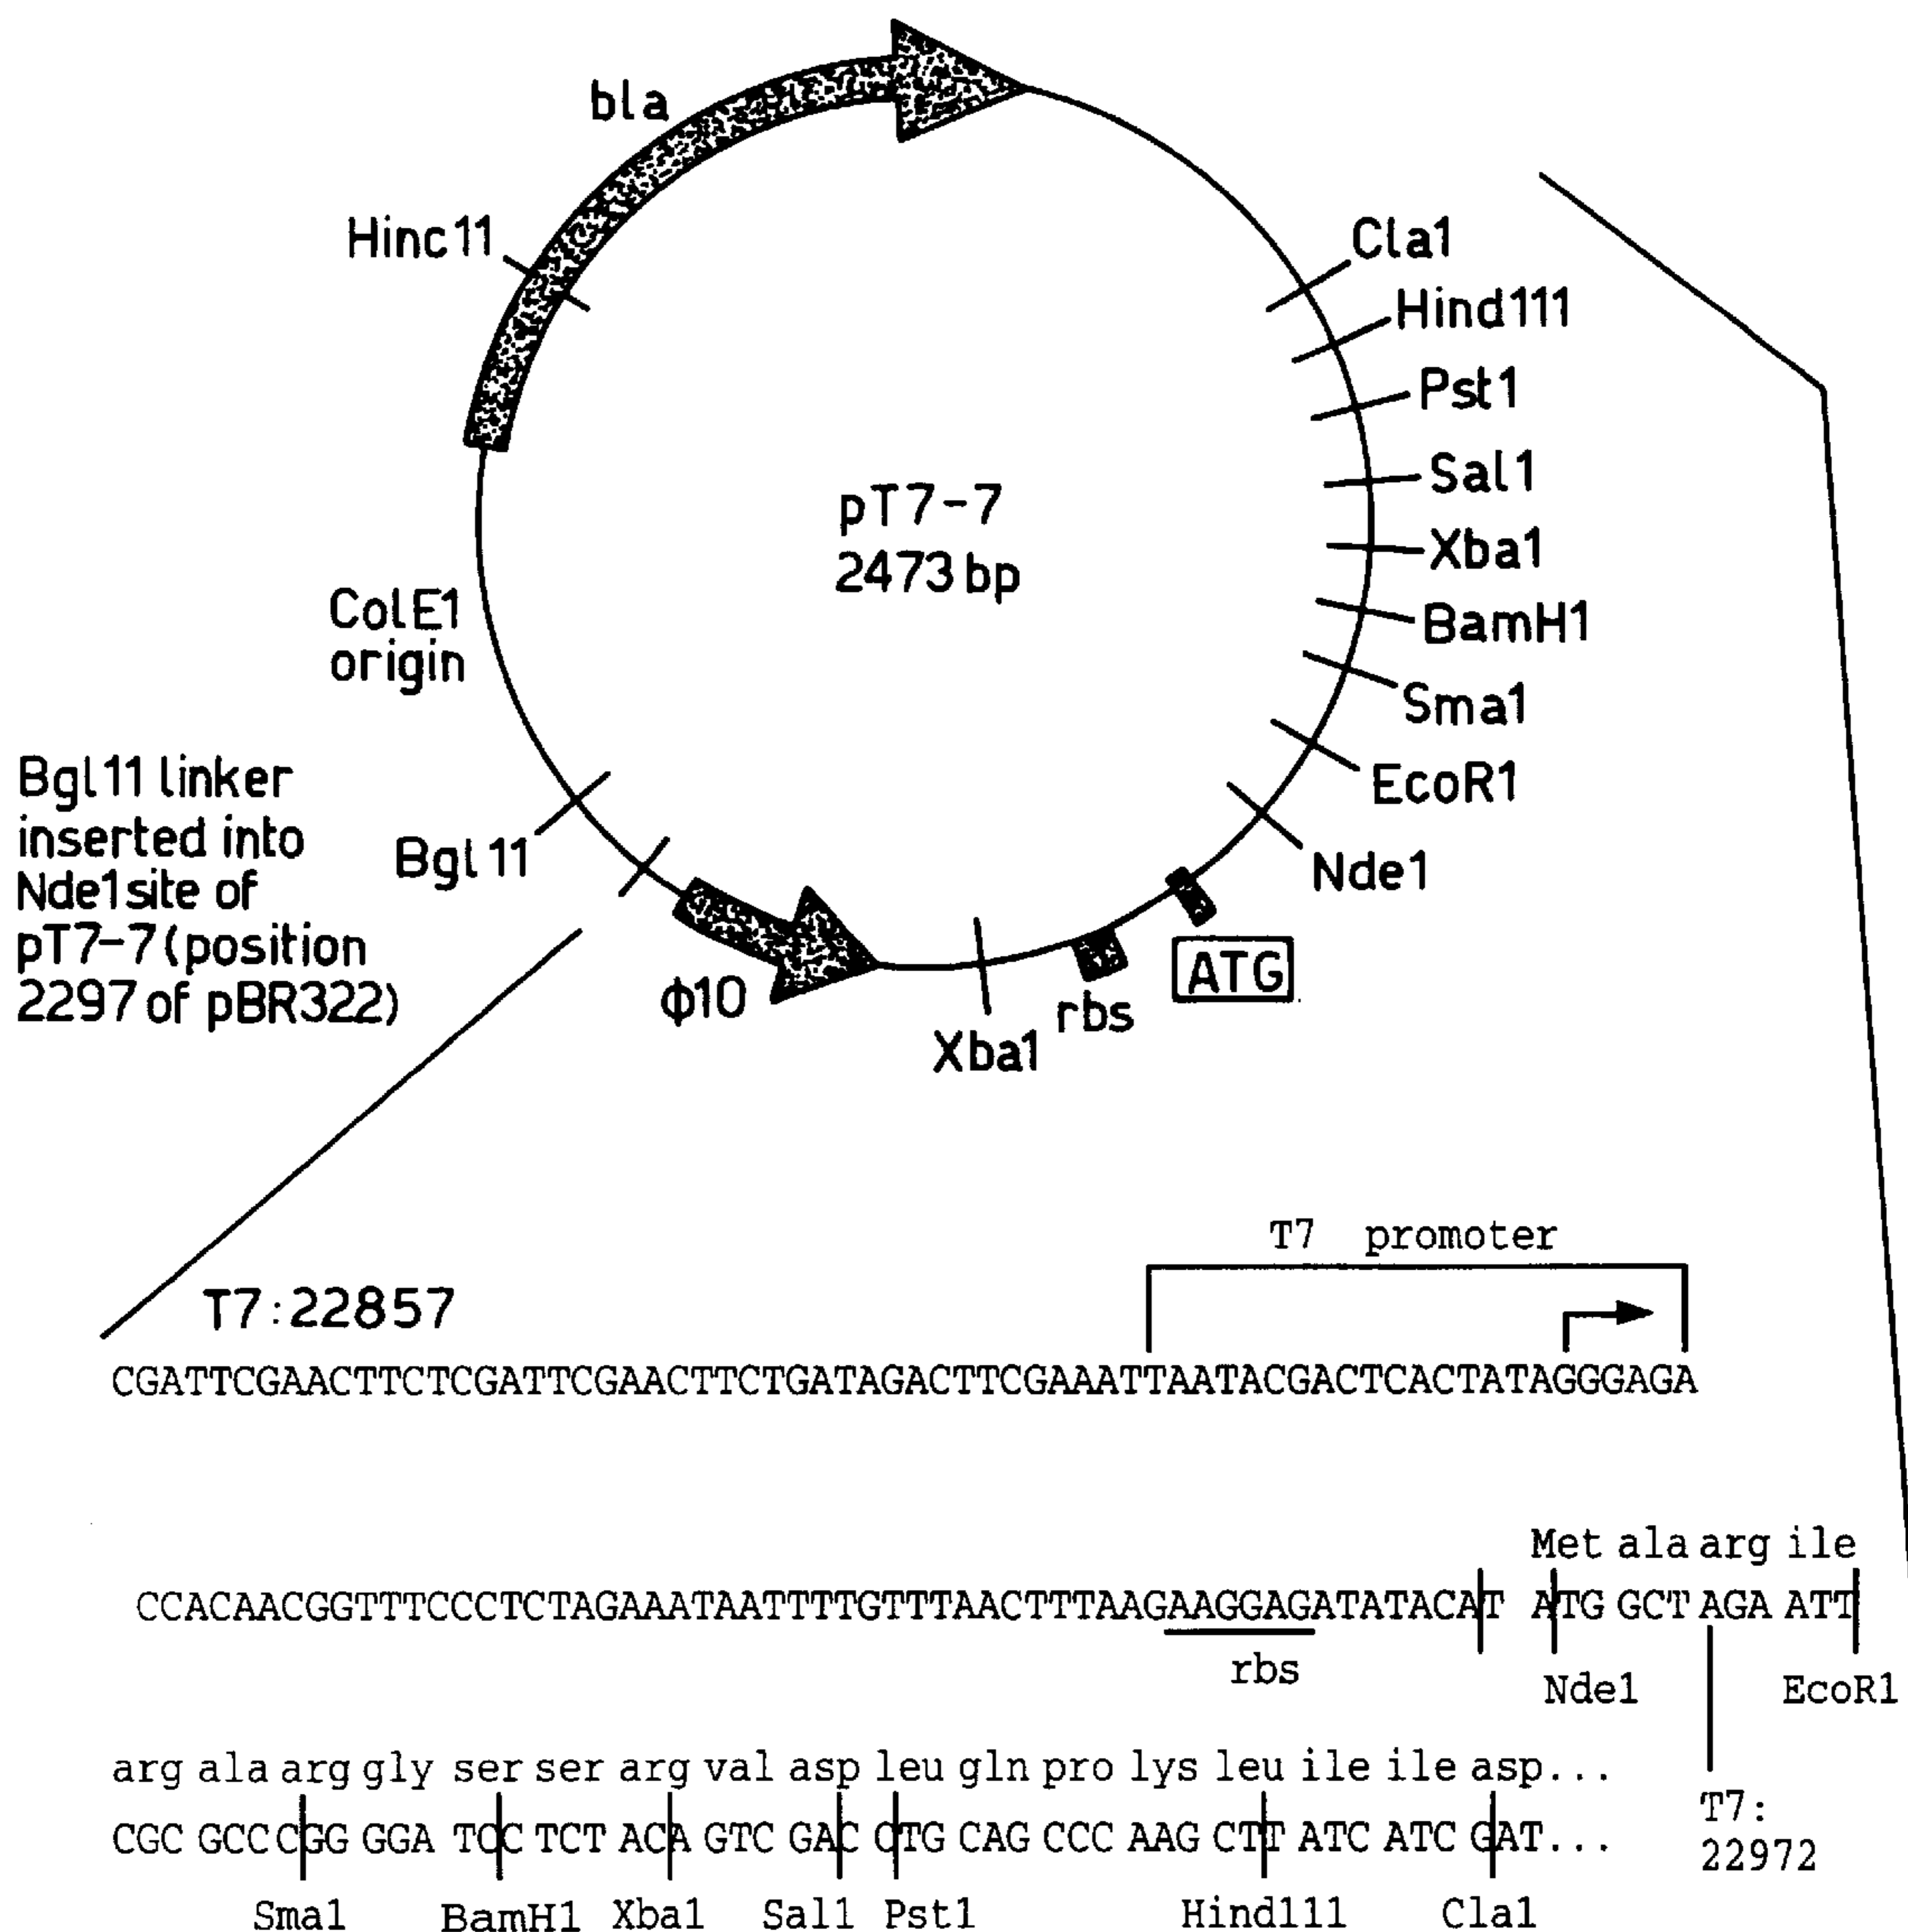 bla
Hinc11
Cla1
Hind111
Pst1
Sal1
Xba1
BamH1
Sma1
EcoR1
Nde1
pT7-7
2473bp
ColE1
origin
Bgl11 linker
inserted into
Nde1site of
pT7-7(position
2297of pBR322)
Bgl11
ϕ10
Xba1
rbs
ATG
T7 promoter
T7:22857
CGATTCGAACTTCTCGATTCGAACTTCTGATAGACTTCGAAATTAATACGACTCACTATAGGGAGA
Met ala arg ile
CCACAACGGTTTCCCTCTAGAAATAATTTTGTTTAACTTTAAGAAGGAGATATACAT ATG GCT AGA ATT
rbs
Nde1
EcoR1
arg ala arg gly ser ser arg val asp leu gln pro lys leu ile ile asp...
CGC GCC CGG GGA TCC TCT ACA GTC GAC CTG CAG CCC AAG CTT ATC ATC GAT...
T7:
22972
Sma1 BamH1 Xba1 Sal1 Pst1 Hind111 Cla1